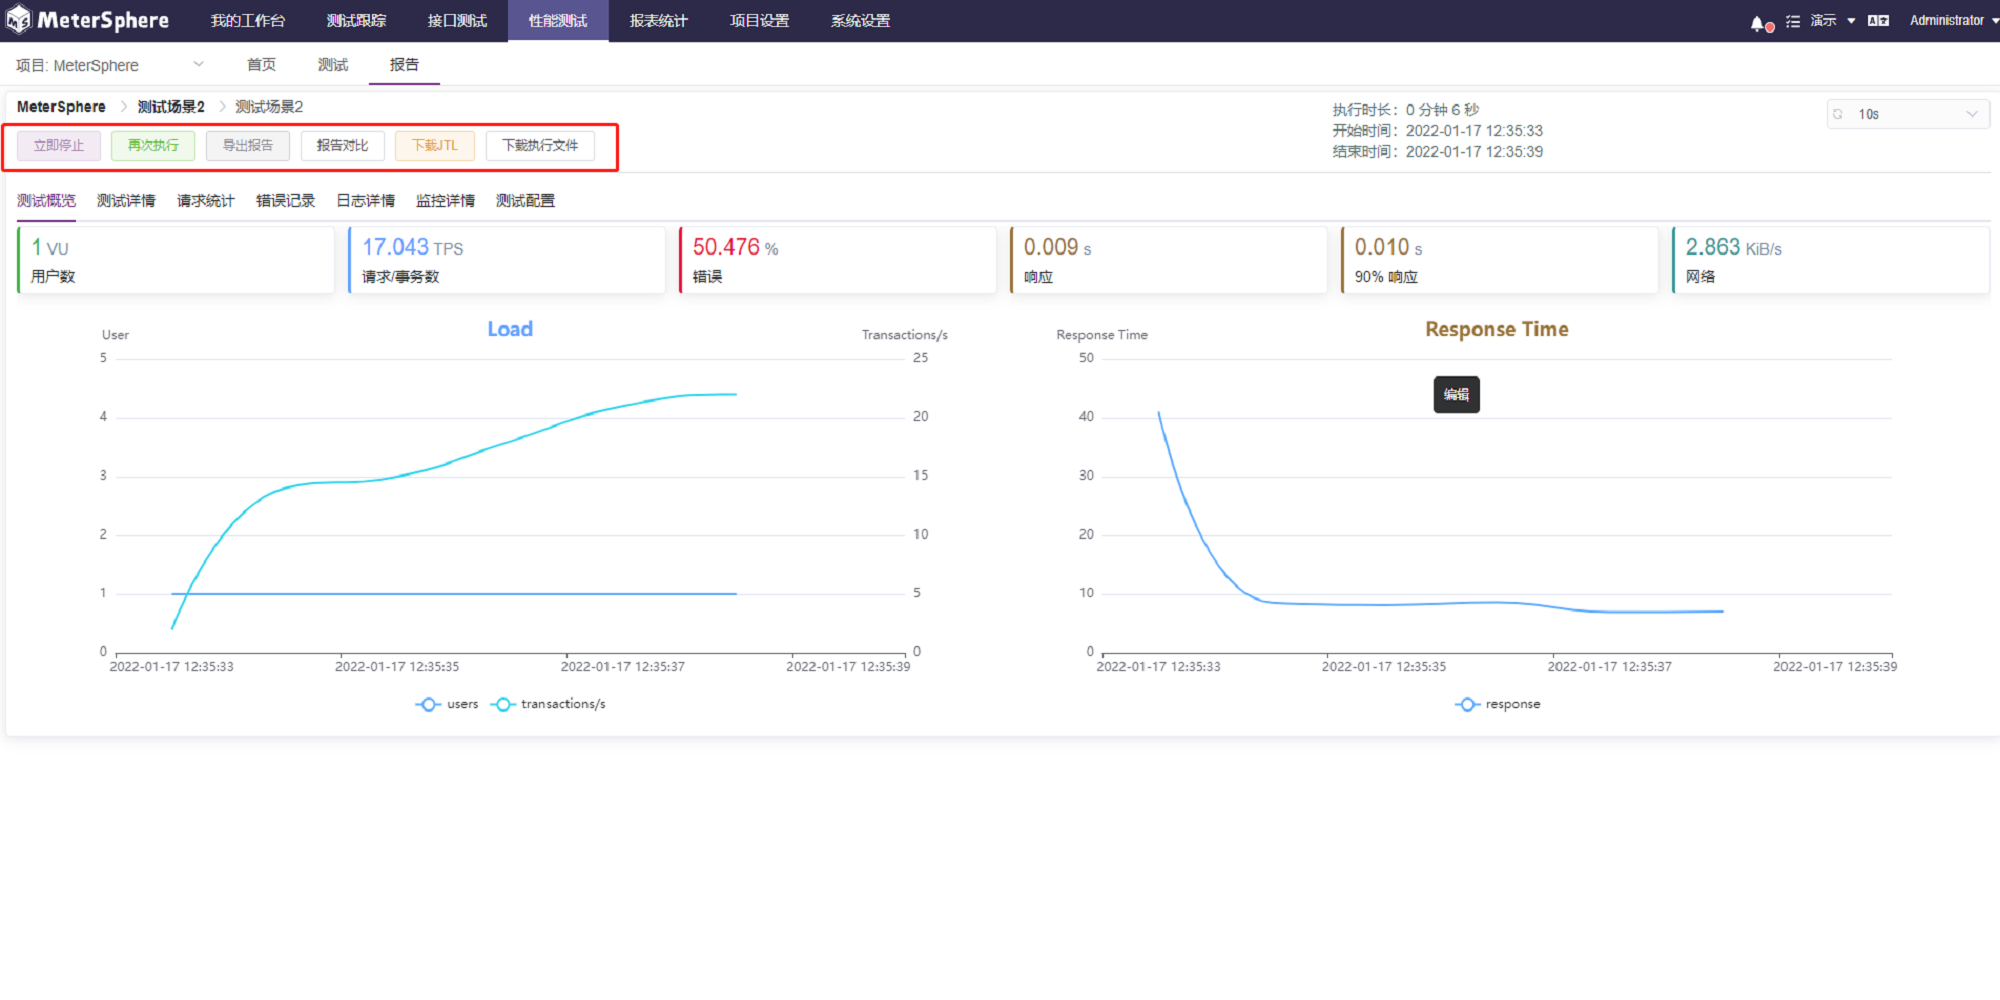 MeterSphere 我的工作台 测试跟踪 接口测试 性能测试 报表统计 项目设置 系统设置 演示 Administrator
项目: MeterSphere 首页 测试 报告
MeterSphere 测试场景2 测试场景2
执行时长：0 分钟 6 秒
开始时间：2022-01-17 12:35:33
结束时间：2022-01-17 12:35:39
10s
立即停止 再次执行 导出报告 报告对比 下载JTL 下载执行文件
测试概览 测试详情 请求统计 错误记录 日志详情 监控详情 测试配置
1 VU
用户数
17.043 TPS
请求/事务数
50.476 %
错误
0.009 s
响应
0.010 s
90% 响应
2.863 KiB/s
网络
Load
User
Transactions/s
5 25
4 20
3 15
2 10
1 5
0 0
2022-01-17 12:35:33 2022-01-17 12:35:35 2022-01-17 12:35:37 2022-01-17 12:35:39
users transactions/s
Response Time
Response Time
编辑
50
40
30
20
10
0
2022-01-17 12:35:33 2022-01-17 12:35:35 2022-01-17 12:35:37 2022-01-17 12:35:39
response